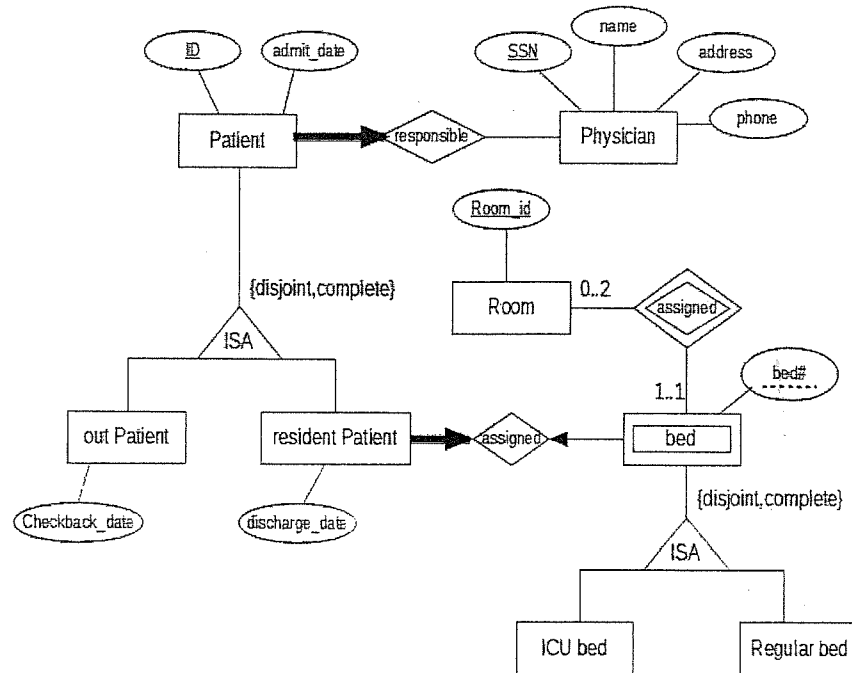 name
ID
admit_date
SSN
address
phone
Patient
responsible
Physician
Room_id
{disjoint,complete}
0..2
Room
assigned
ISA
1..1
bed#
out Patient
resident Patient
assigned
bed
Checkback_date
discharge_date
{disjoint,complete}
ISA
ICU bed
Regular bed